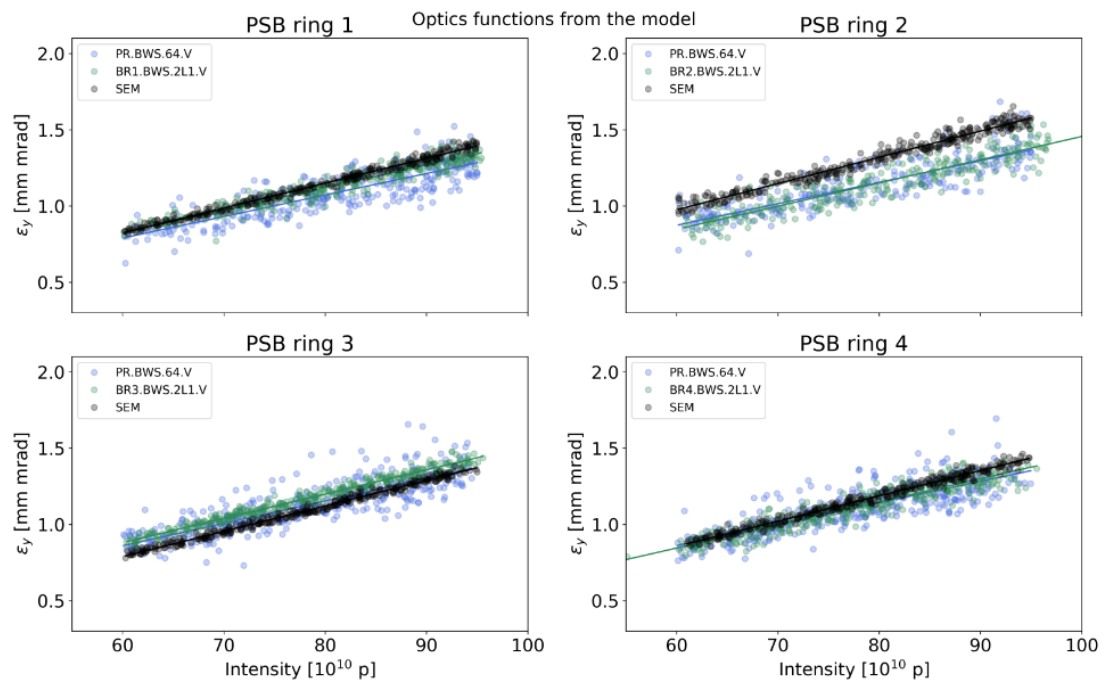 Optics functions from the model
PSB ring 1
PSB ring 2
2.0
1.5
1.0
0.5
εy [mm mrad]
PR.BWS.64.V
BR1.BWS.2L1.V
SEM
2.0
1.5
1.0
0.5
εy [mm mrad]
PR.BWS.64.V
BR2.BWS.2L1.V
SEM
PSB ring 3
PSB ring 4
2.0
1.5
1.0
0.5
εy [mm mrad]
PR.BWS.64.V
BR3.BWS.2L1.V
SEM
60 70 80 90 100
Intensity [10¹⁰ p]
2.0
1.5
1.0
0.5
εy [mm mrad]
PR.BWS.64.V
BR4.BWS.2L1.V
SEM
60 70 80 90 100
Intensity [10¹⁰ p]